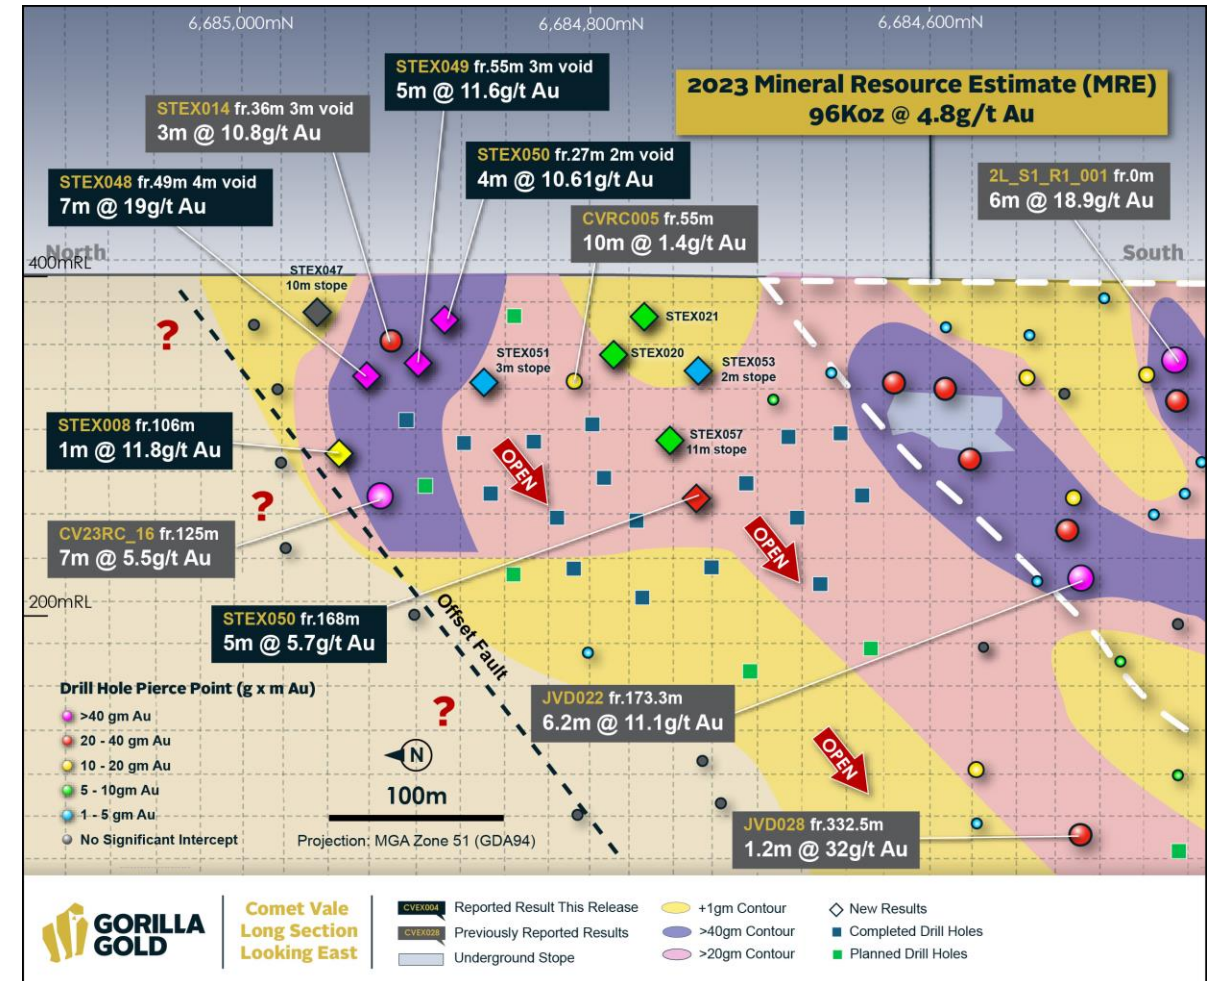 6,685,000mN
6,684,800mN
6,684,600mN
STEX049 fr.55m 3m void
5m @ 11.6g/t Au
2023 Mineral Resource Estimate (MRE)
96Koz @ 4.8g/t Au
STEX014 fr.36m 3m void
3m @ 10.8g/t Au
STEX050 fr.27m 2m void
4m @ 10.61g/t Au
STEX048 fr.49m 4m void
7m @ 19g/t Au
2L_S1_R1_001 fr.0m
6m @ 18.9g/t Au
CVRC005 fr.55m
10m @ 1.4g/t Au
North
South
400mRL
STEX047
10m stope
?
STEX021
STEX020
STEX051
3m stope
STEX053
2m stope
STEX008 fr.106m
1m @ 11.8g/t Au
STEX057
11m stope
OPEN
?
CV23RC_16 fr.125m
7m @ 5.5g/t Au
OPEN
200mRL
STEX050 fr.168m
5m @ 5.7g/t Au
Offset Fault
Drill Hole Pierce Point (g x m Au)
>40 gm Au
20 - 40 gm Au
10 - 20 gm Au
5 - 10gm Au
1 - 5 gm Au
No Significant Intercept
?
JVD022 fr.173.3m
6.2m @ 11.1g/t Au
OPEN
N
100m
Projection: MGA Zone 51 (GDA94)
JVD028 fr.332.5m
1.2m @ 32g/t Au
GORILLA
GOLD
Comet Vale
Long Section
Looking East
CVEX004 Reported Result This Release
CVEX028 Previously Reported Results
Underground Stope
+1gm Contour
>40gm Contour
>20gm Contour
New Results
Completed Drill Holes
Planned Drill Holes